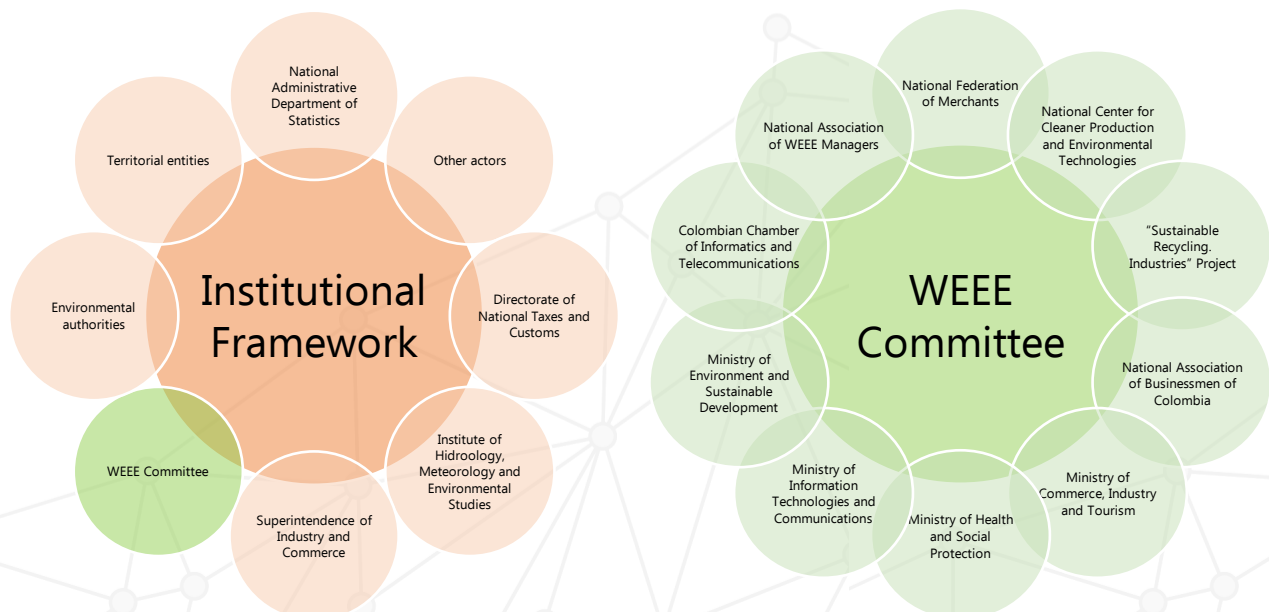 National
Administrative
Department of
Statistics
Other actors
Directorate of
National Taxes and
Customs
Institute of
Hidroology,
Meteorology and
Environmental
Studies
Superintendence of
Industry and
Commerce
WEEE Committee
Environmental
authorities
Territorial entities
Institutional
Framework
National Federation
of Merchants
National Center for
Cleaner Production
and Environmental
Technologies
"Sustainable
Recycling.
Industries" Project
National Association
of Businessmen of
Colombia
Ministry of
Commerce, Industry
and Tourism
Ministry of Health
and Social
Protection
Ministry of
Information
Technologies and
Communications
Ministry of
Environment and
Sustainable
Development
Colombian Chamber
of Informatics and
Telecommunications
National Association
of WEEE Managers
WEEE
Committee